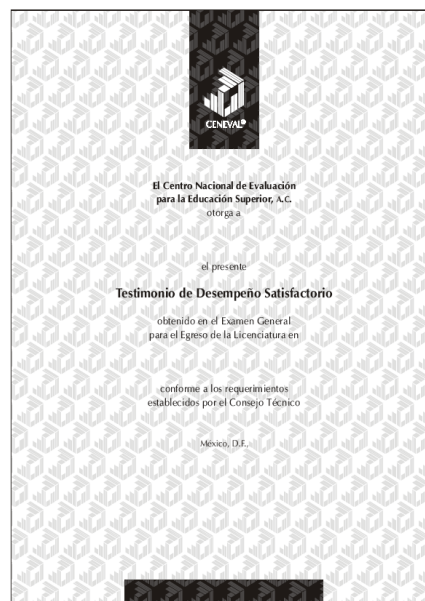 CENEVAL®
El Centro Nacional de Evaluación
para la Educación Superior, A.C.
otorga a
el presente
Testimonio de Desempeño Satisfactorio
obtenido en el Examen General
para el Egreso de la Licenciatura en
conforme a los requerimientos
establecidos por el Consejo Técnico
México, D.F.,